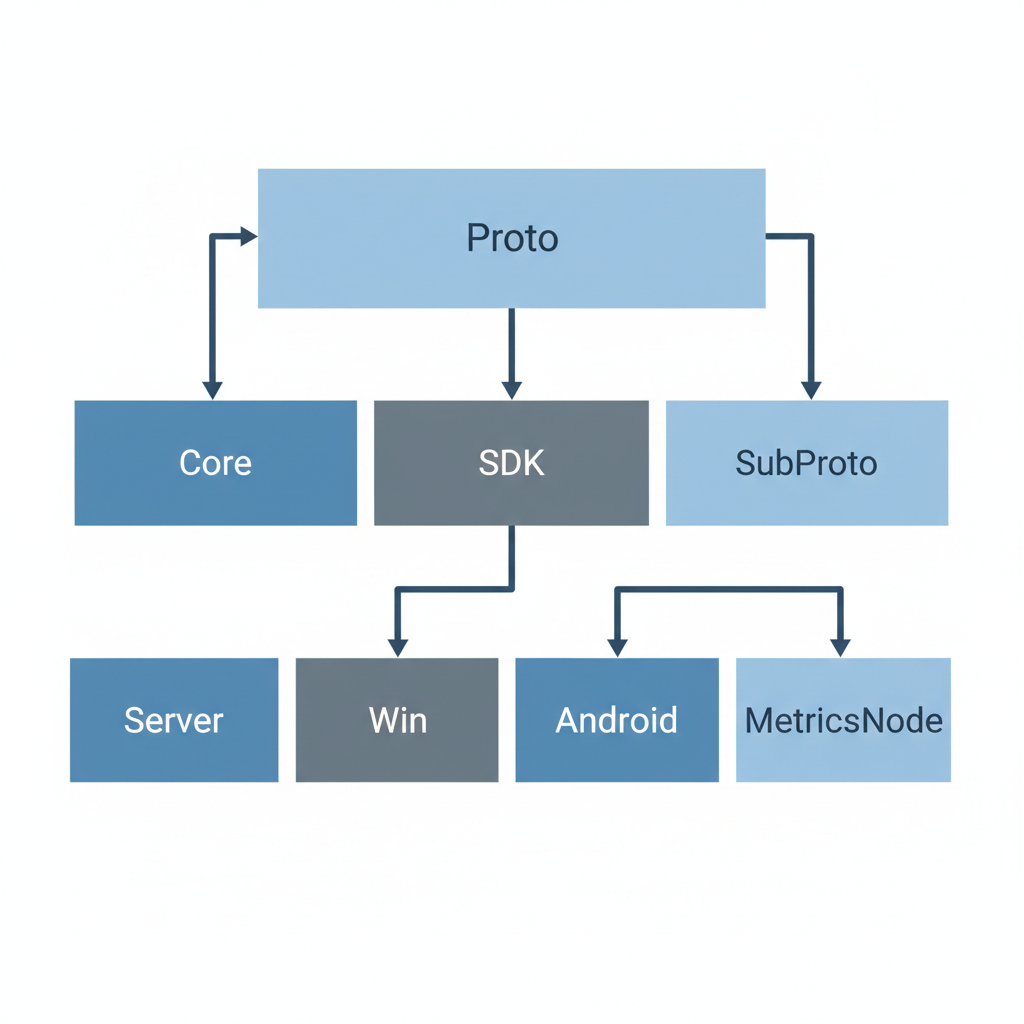 Proto
Core
SDK
SubProto
Server
Win
Android
MetricsNode